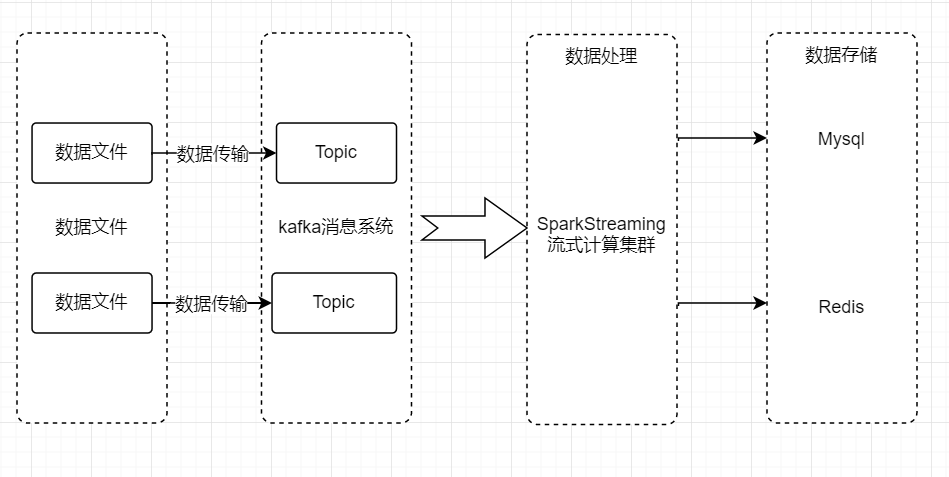 数据处理
数据存储
数据文件
数据传输
Topic
Mysql
数据文件
kafka消息系统
SparkStreaming
流式计算集群
数据文件
数据传输
Topic
Redis